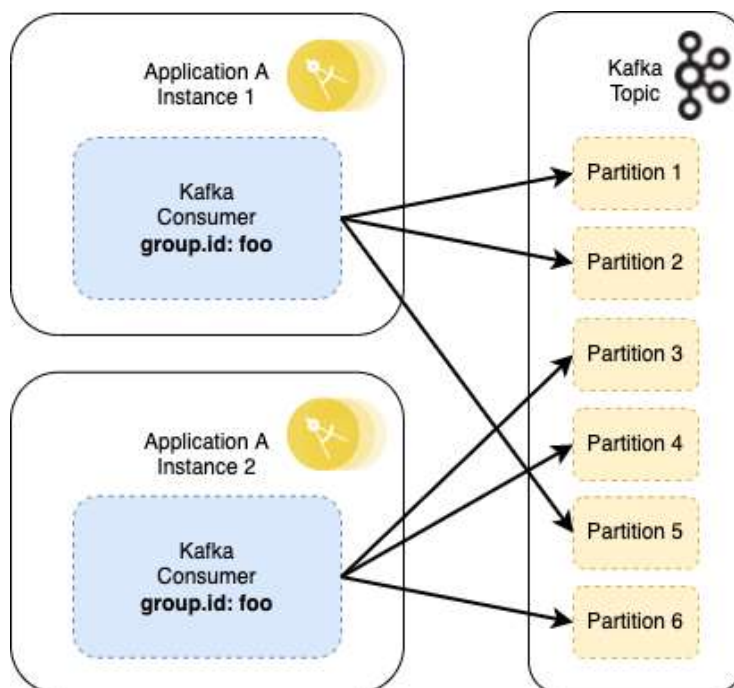 Application A
Instance 1
Kafka
Consumer
group.id: foo
Application A
Instance 2
Kafka
Consumer
group.id: foo
Kafka
Topic
Partition 1
Partition 2
Partition 3
Partition 4
Partition 5
Partition 6